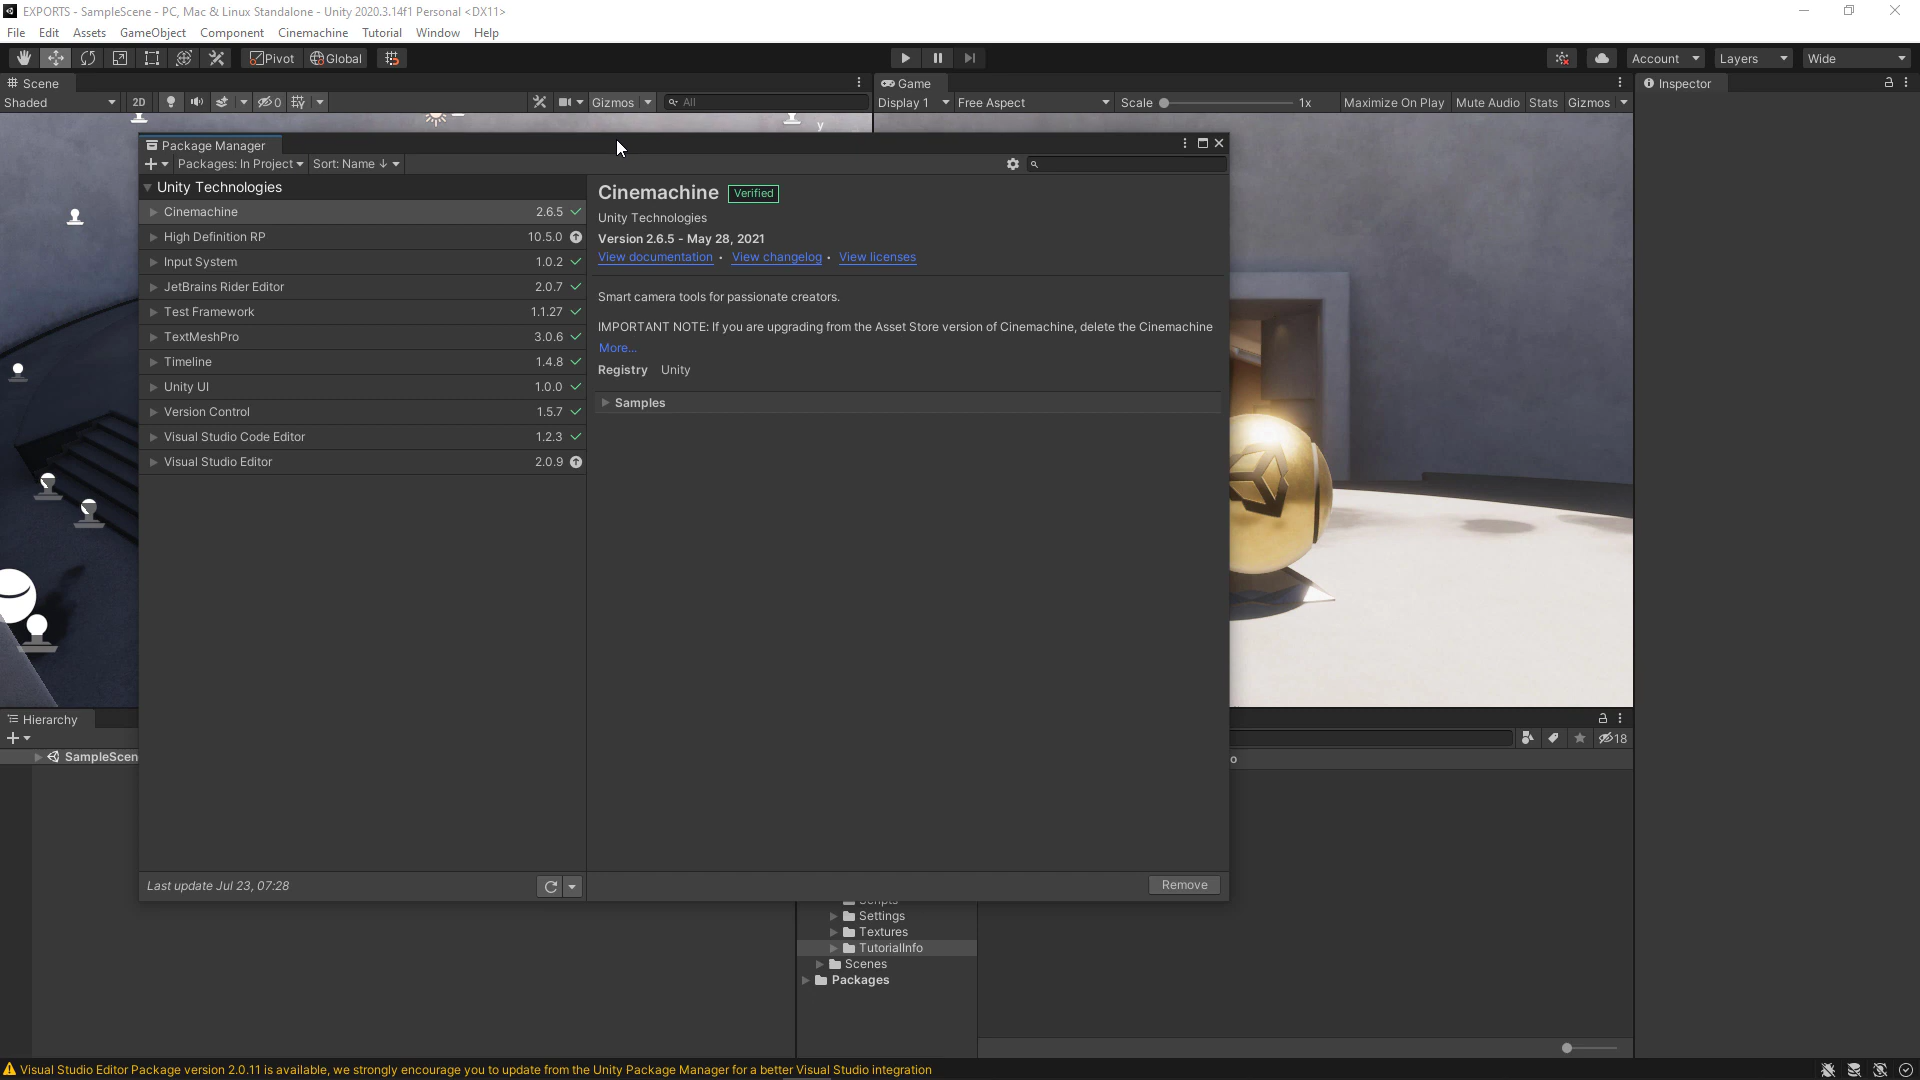 EXPORTS - SampleScene - PC, Mac & Linux Standalone - Unity 2020.3.14f1 Personal <DX11>
File Edit Assets GameObject Component Cinemachine Tutorial Window Help
Pivot Global Account Layers Wide
Scene
Game
Inspector
Shaded 2D 0 Gizmos All
Display 1 Free Aspect Scale 1x Maximize On Play Mute Audio Stats Gizmos
y
Package Manager
Packages: In Project Sort: Name ↓
Unity Technologies
Cinemachine 2.6.5
High Definition RP 10.5.0
Input System 1.0.2
JetBrains Rider Editor 2.0.7
Test Framework 1.1.27
TextMeshPro 3.0.6
Timeline 1.4.8
Unity UI 1.0.0
Version Control 1.5.7
Visual Studio Code Editor 1.2.3
Visual Studio Editor 2.0.9
Last update Jul 23, 07:28
Cinemachine Verified
Unity Technologies
Version 2.6.5 - May 28, 2021
View documentation • View changelog • View licenses
Smart camera tools for passionate creators.
IMPORTANT NOTE: If you are upgrading from the Asset Store version of Cinemachine, delete the Cinemachine
More...
Registry Unity
Samples
Remove
Hierarchy
SampleScen
18
o
Scripts
Settings
Textures
TutorialInfo
Scenes
Packages
Visual Studio Editor Package version 2.0.11 is available, we strongly encourage you to update from the Unity Package Manager for a better Visual Studio integration